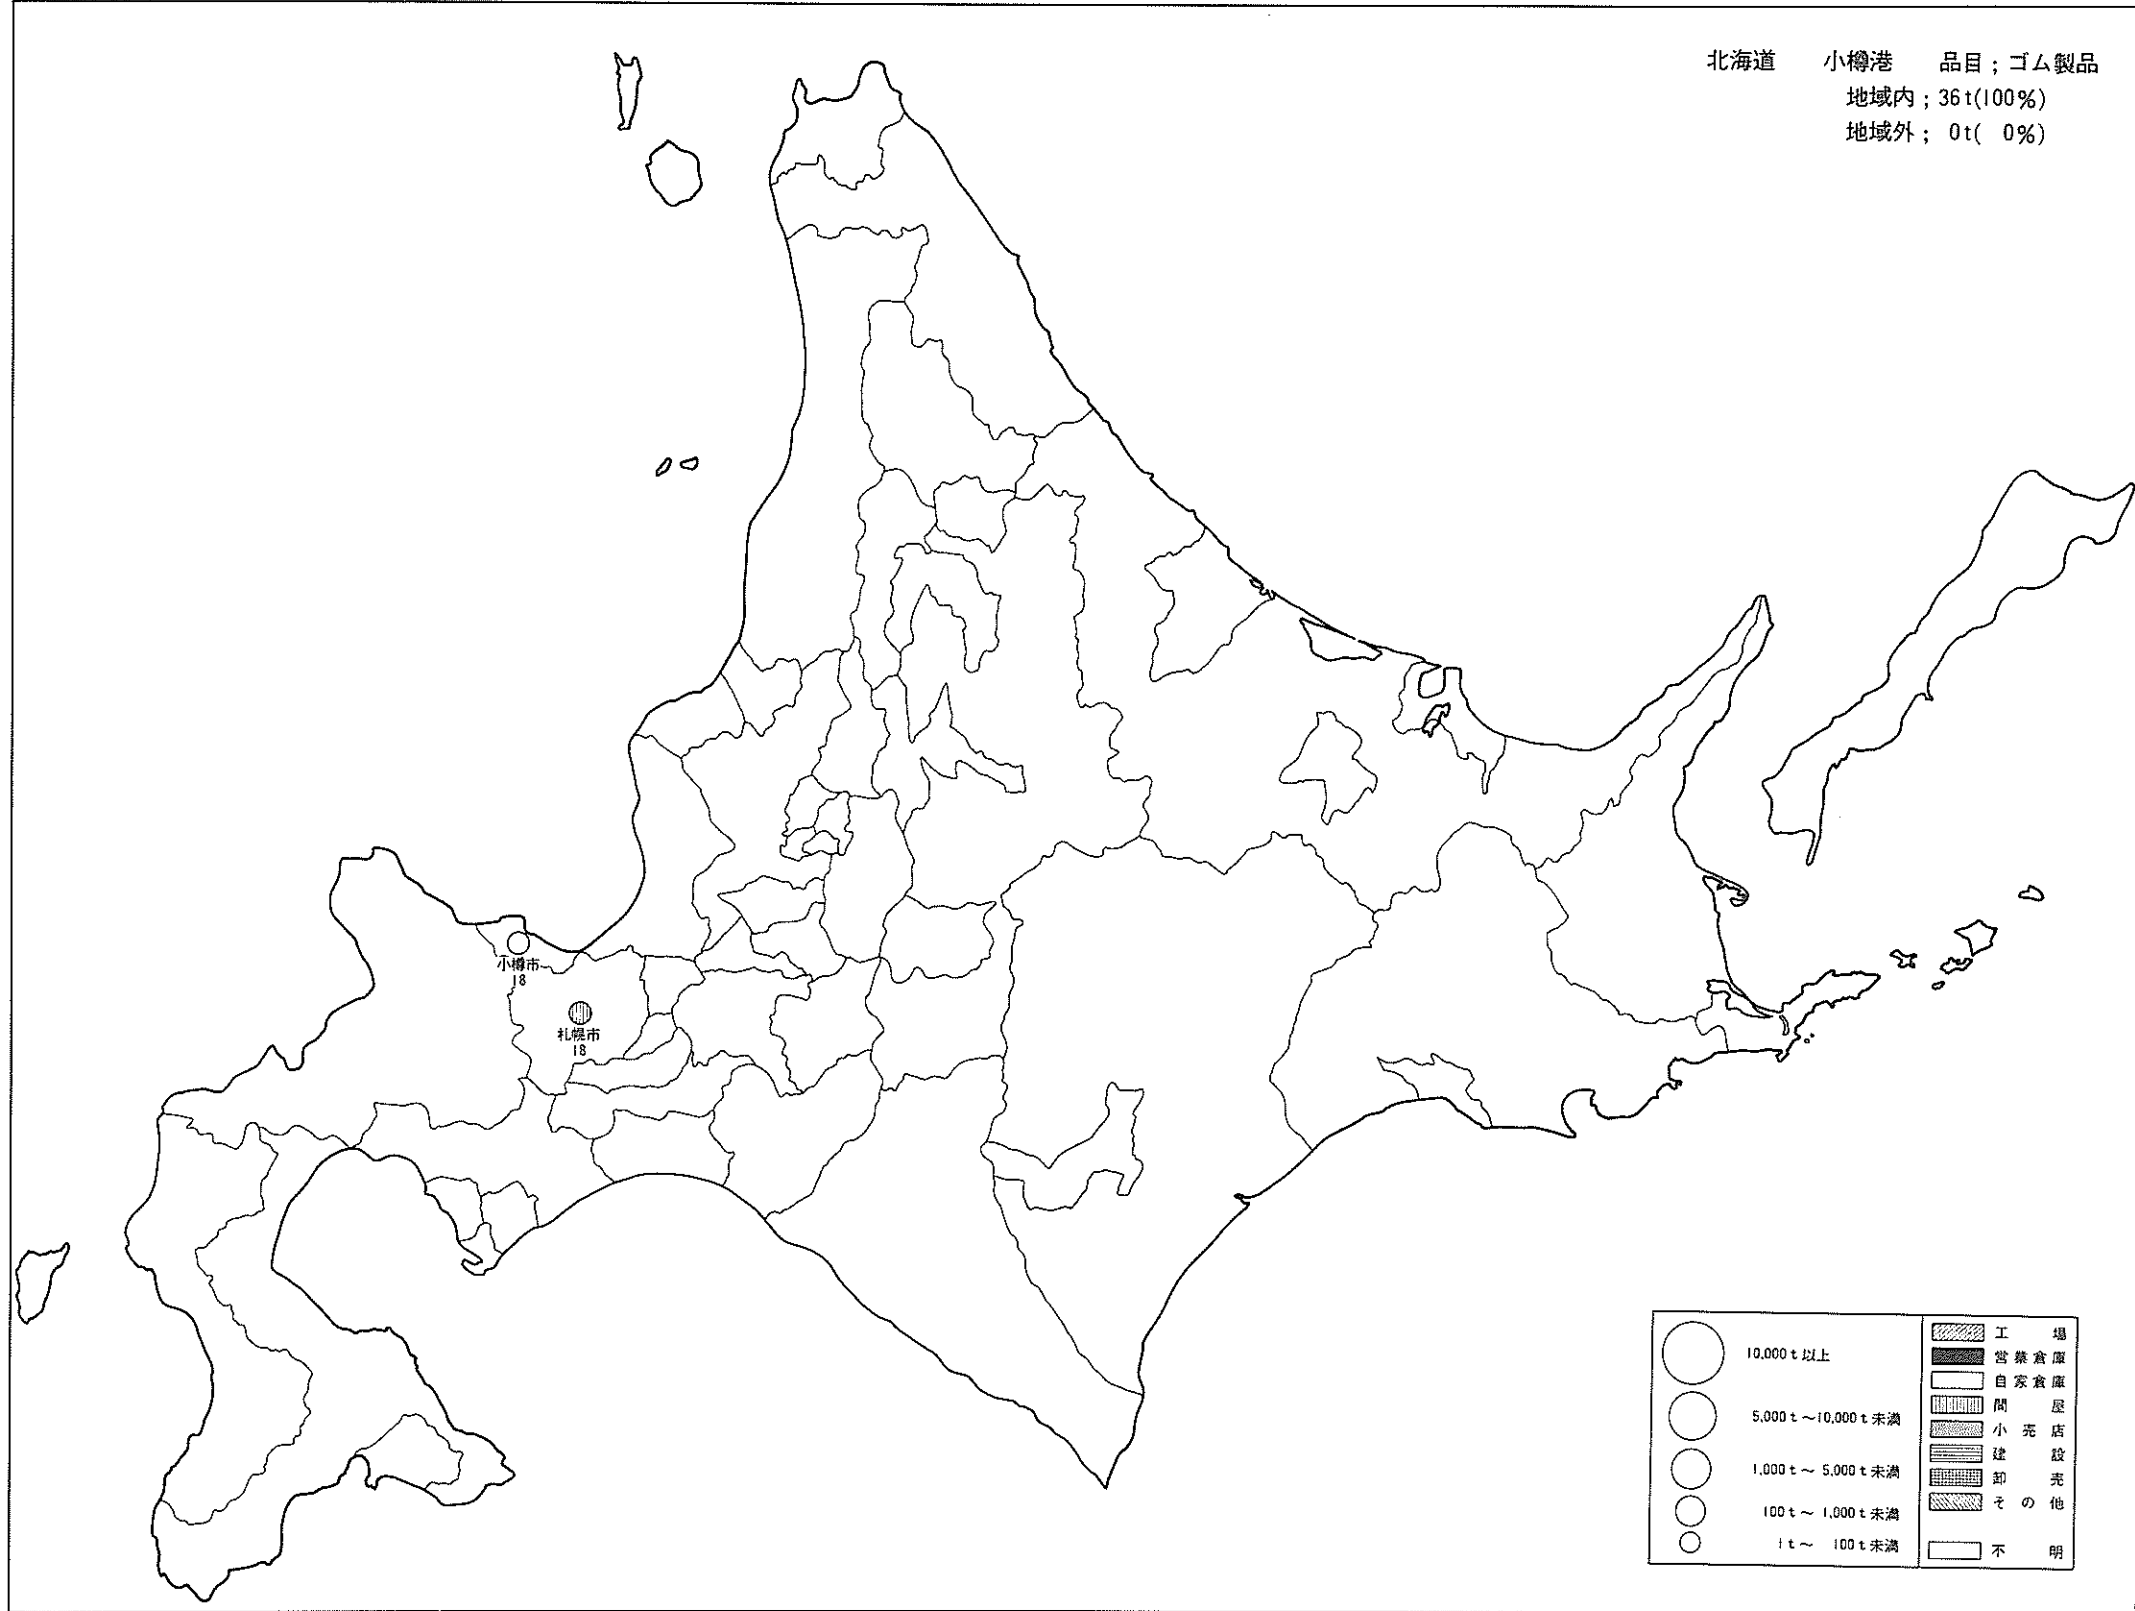 北海道　小樽港　品目；ゴム製品
地域内；36t(100%)
地域外； 0t( 0%)
小樽市
18
札幌市
18
10,000t以上
5,000t～10,000t未満
1,000t～5,000t未満
100t～1,000t未満
1t～ 100t未満
工　場
営業倉庫
自家倉庫
問　屋
小売店
建　設
卸　売
その他
不　明